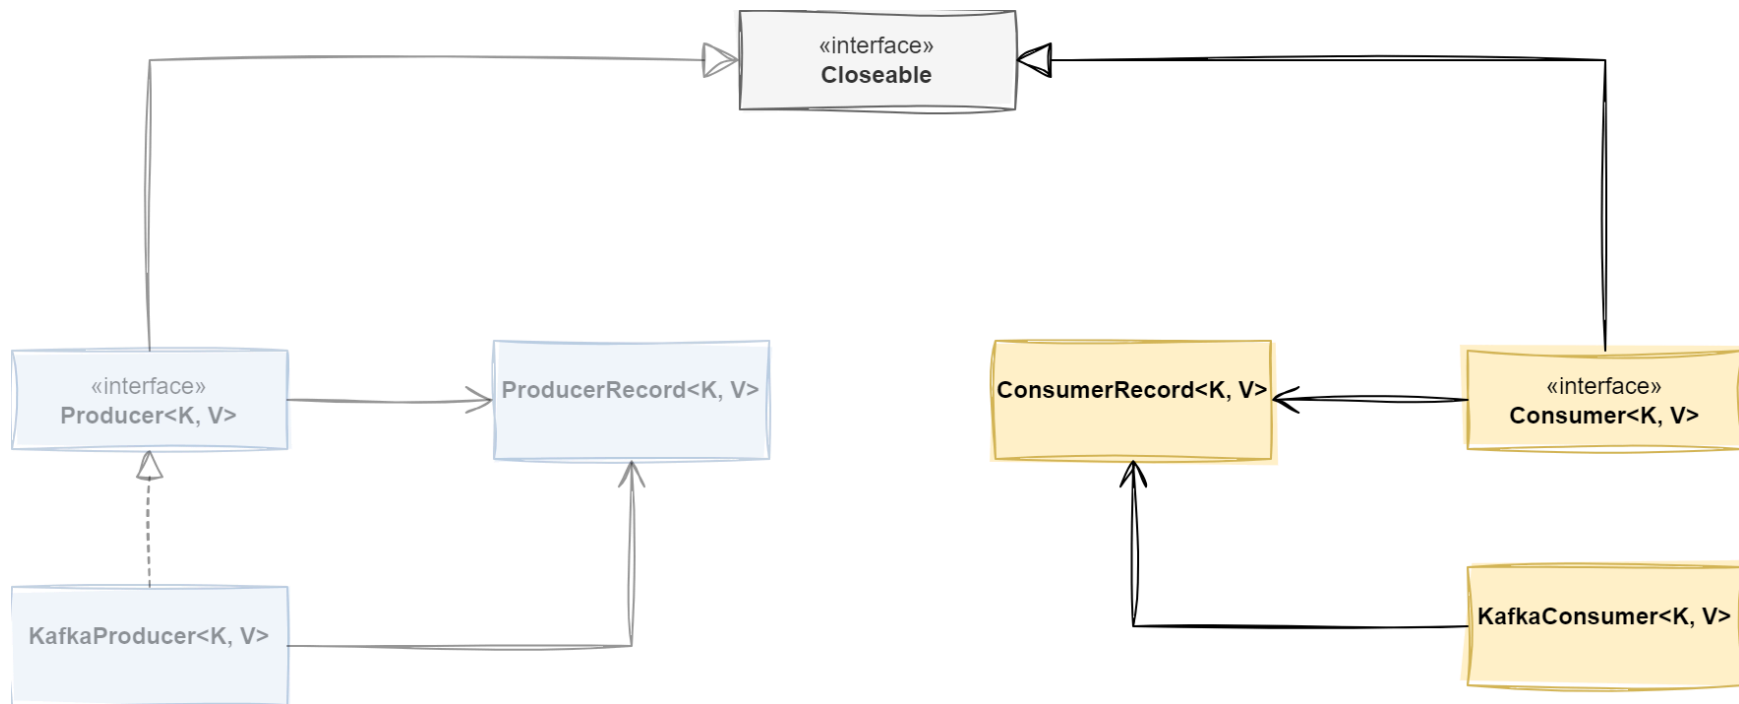 «interface»
Closeable
«interface»
Producer<K, V>
ProducerRecord<K, V>
ConsumerRecord<K, V>
«interface»
Consumer<K, V>
KafkaProducer<K, V>
KafkaConsumer<K, V>